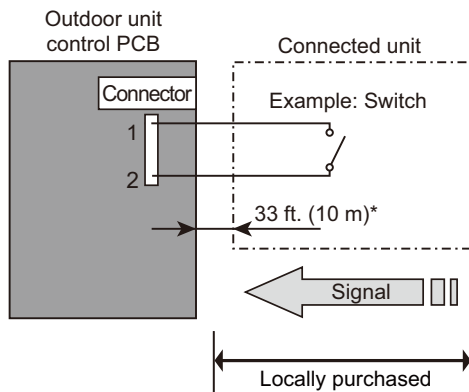 Outdoor unit
control PCB
Connected unit
Connector
Example: Switch
1
2
33 ft. (10 m)*
Signal
Locally purchased